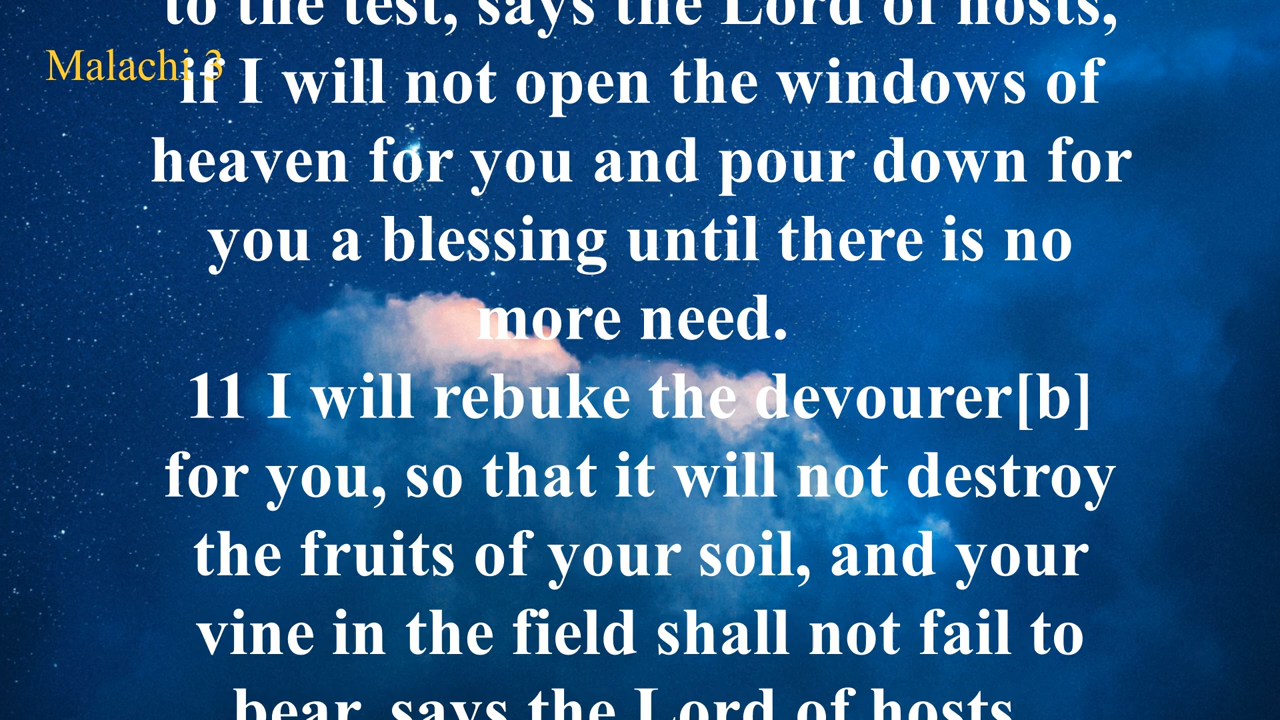 to the test, says the Lord of hosts,
Malachi 3
if I will not open the windows of
heaven for you and pour down for
you a blessing until there is no
more need.
11 I will rebuke the devourer[b]
for you, so that it will not destroy
the fruits of your soil, and your
vine in the field shall not fail to
bear, says the Lord of hosts.